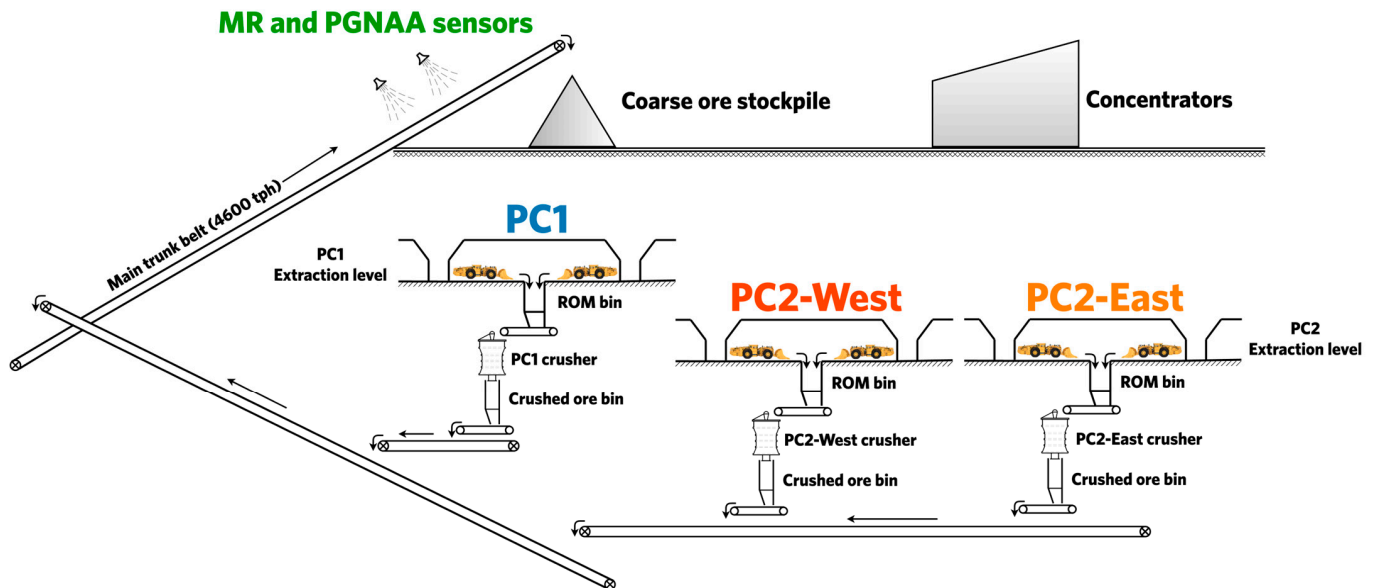 MR and PGNAA sensors
Coarse ore stockpile
Concentrators
Main trunk belt (4600 tph)
PC1
PC1
Extraction level
ROM bin
PC1 crusher
Crushed ore bin
PC2-West
PC2-East
PC2
Extraction level
ROM bin
ROM bin
PC2-West crusher
PC2-East crusher
Crushed ore bin
Crushed ore bin